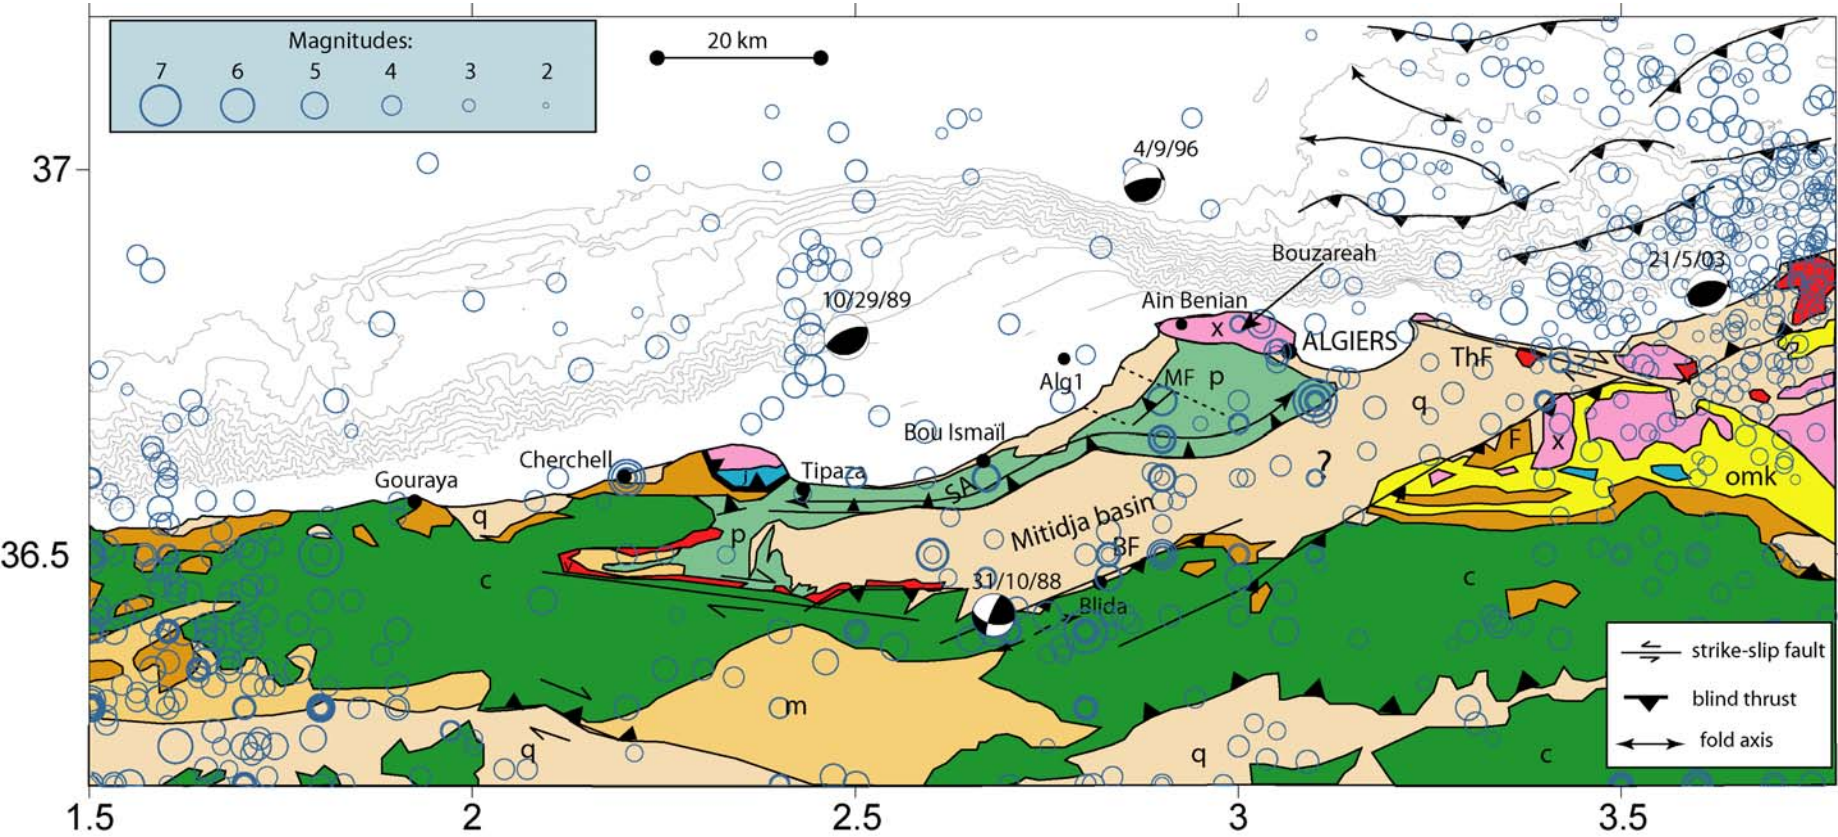 Magnitudes:
7 6 5 4 3 2
20 km
37
4/9/96
Bouzareah
21/5/03
10/29/89
Ain Benian
x
ALGIERS
ThF
Alg1
MF
p
q
Bou Ismaïl
F
x
Cherchell
j
Tipaza
?
omk
Gouraya
SA
q
Mitidja basin
p
BF
36.5
c
31/10/88
c
Blida
strike-slip fault
m
blind thrust
q
q
fold axis
c
1.5 2 2.5 3 3.5